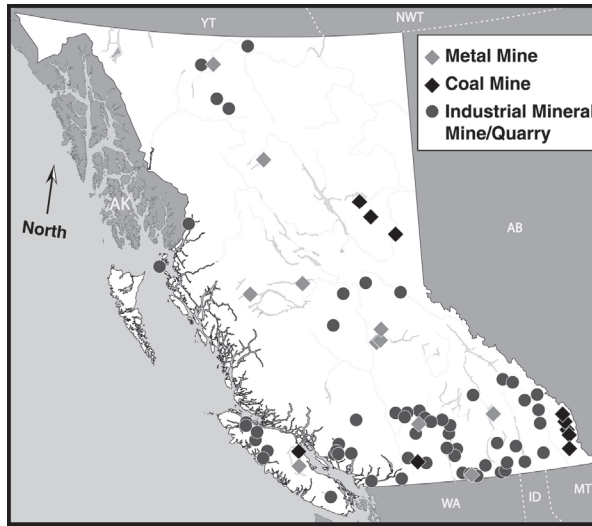 YT
NWT
Metal Mine
Coal Mine
Industrial Mineral
Mine/Quarry
AK
North
AB
WA
ID
MT